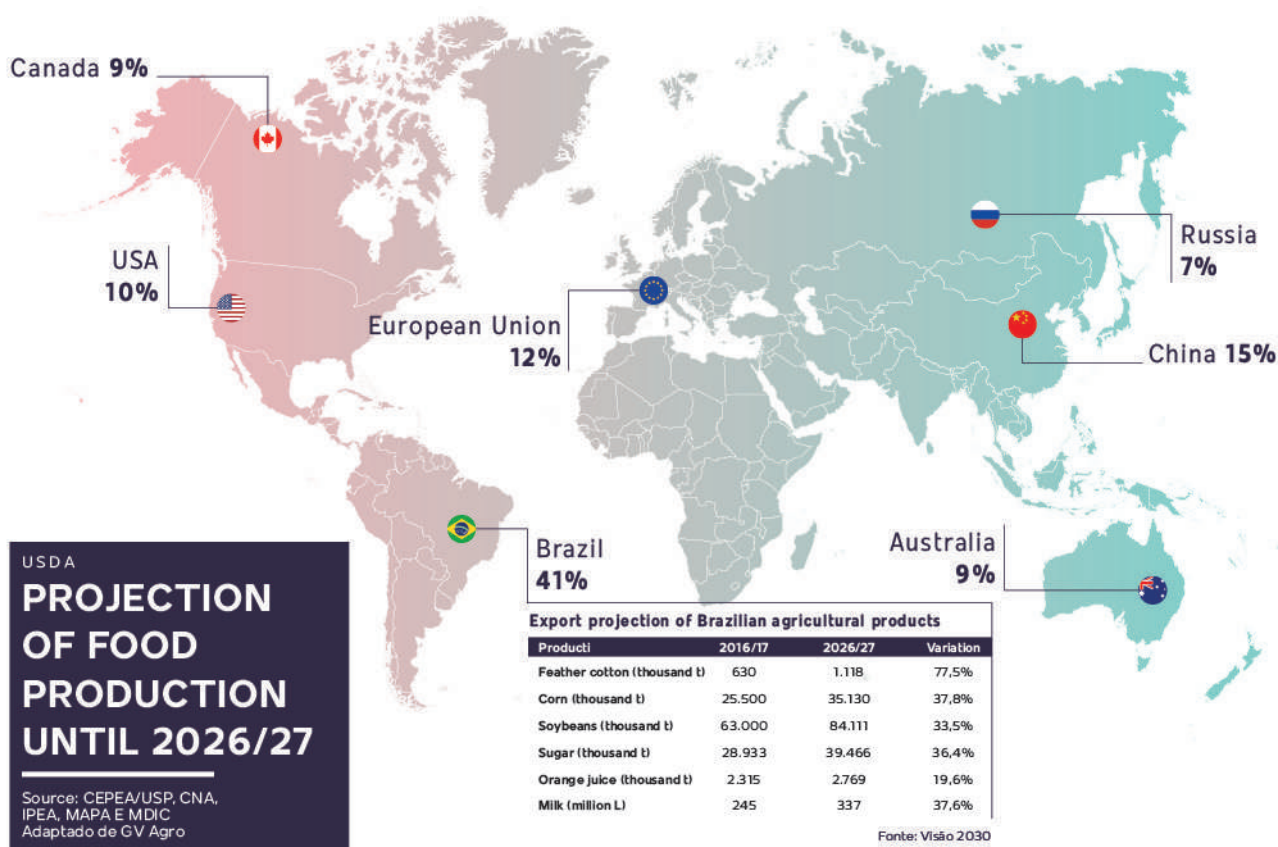 Canada 9%
USA
10%
European Union
12%
Russia
7%
China 15%
Brazil
41%
Australia
9%
USDA
PROJECTION
OF FOOD
PRODUCTION
UNTIL 2026/27
Source: CEPEA/USP, CNA,
IPEA, MAPA E MDIC
Adaptado de GV Agro
Export projection of Brazilian agricultural products
Producti 2016/17 2026/27 Variation
Feather cotton (thousand t) 630 1.118 77,5%
Corn (thousand t) 25.500 35.130 37,8%
Soybeans (thousand t) 63.000 84.111 33,5%
Sugar (thousand t) 28.933 39.466 36,4%
Orange juice (thousand t) 2.315 2.769 19,6%
Milk (million L) 245 337 37,6%
Fonte: Visão 2030